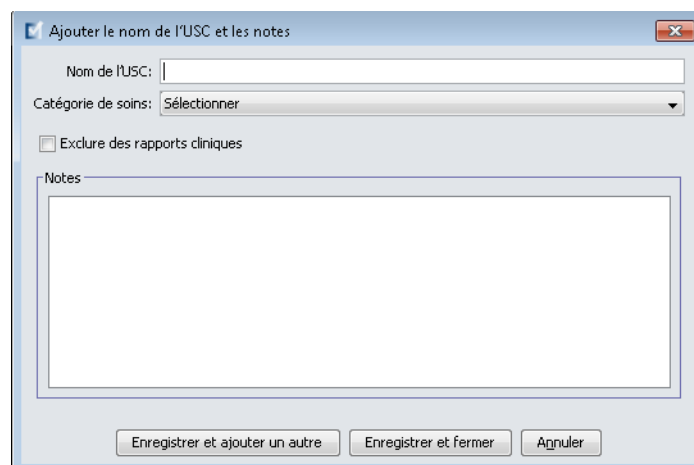 Ajouter le nom de l'USC et les notes
Nom de l'USC:
Catégorie de soins: Sélectionner
Exclure des rapports cliniques
Notes
Enregistrer et ajouter un autre Enregistrer et fermer Annuler